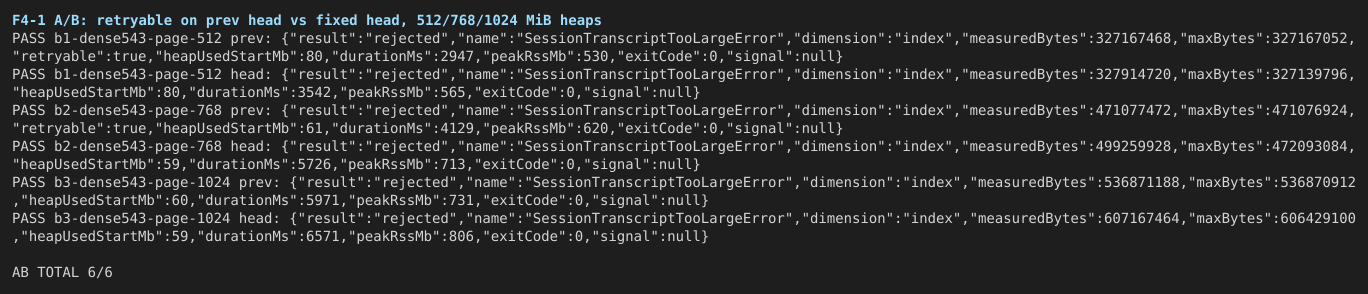 F4-1 A/B: retryable on prev head vs fixed head, 512/768/1024 MiB heaps
PASS b1-dense543-page-512 prev: {"result":"rejected","name":"SessionTranscriptTooLargeError","dimension":"index","measuredBytes":327167468,"maxBytes":327167052,
"retryable":true,"heapUsedStartMb":80,"durationMs":2947,"peakRssMb":530,"exitCode":0,"signal":null}
PASS b1-dense543-page-512 head: {"result":"rejected","name":"SessionTranscriptTooLargeError","dimension":"index","measuredBytes":327914720,"maxBytes":327139796,
"heapUsedStartMb":80,"durationMs":3542,"peakRssMb":565,"exitCode":0,"signal":null}
PASS b2-dense543-page-768 prev: {"result":"rejected","name":"SessionTranscriptTooLargeError","dimension":"index","measuredBytes":471077472,"maxBytes":471076924,
"retryable":true,"heapUsedStartMb":61,"durationMs":4129,"peakRssMb":620,"exitCode":0,"signal":null}
PASS b2-dense543-page-768 head: {"result":"rejected","name":"SessionTranscriptTooLargeError","dimension":"index","measuredBytes":499259928,"maxBytes":472093084,
"heapUsedStartMb":59,"durationMs":5726,"peakRssMb":713,"exitCode":0,"signal":null}
PASS b3-dense543-page-1024 prev: {"result":"rejected","name":"SessionTranscriptTooLargeError","dimension":"index","measuredBytes":536871188,"maxBytes":536870912
,"heapUsedStartMb":60,"durationMs":5971,"peakRssMb":731,"exitCode":0,"signal":null}
PASS b3-dense543-page-1024 head: {"result":"rejected","name":"SessionTranscriptTooLargeError","dimension":"index","measuredBytes":607167464,"maxBytes":606429100
,"heapUsedStartMb":59,"durationMs":6571,"peakRssMb":806,"exitCode":0,"signal":null}
AB TOTAL 6/6